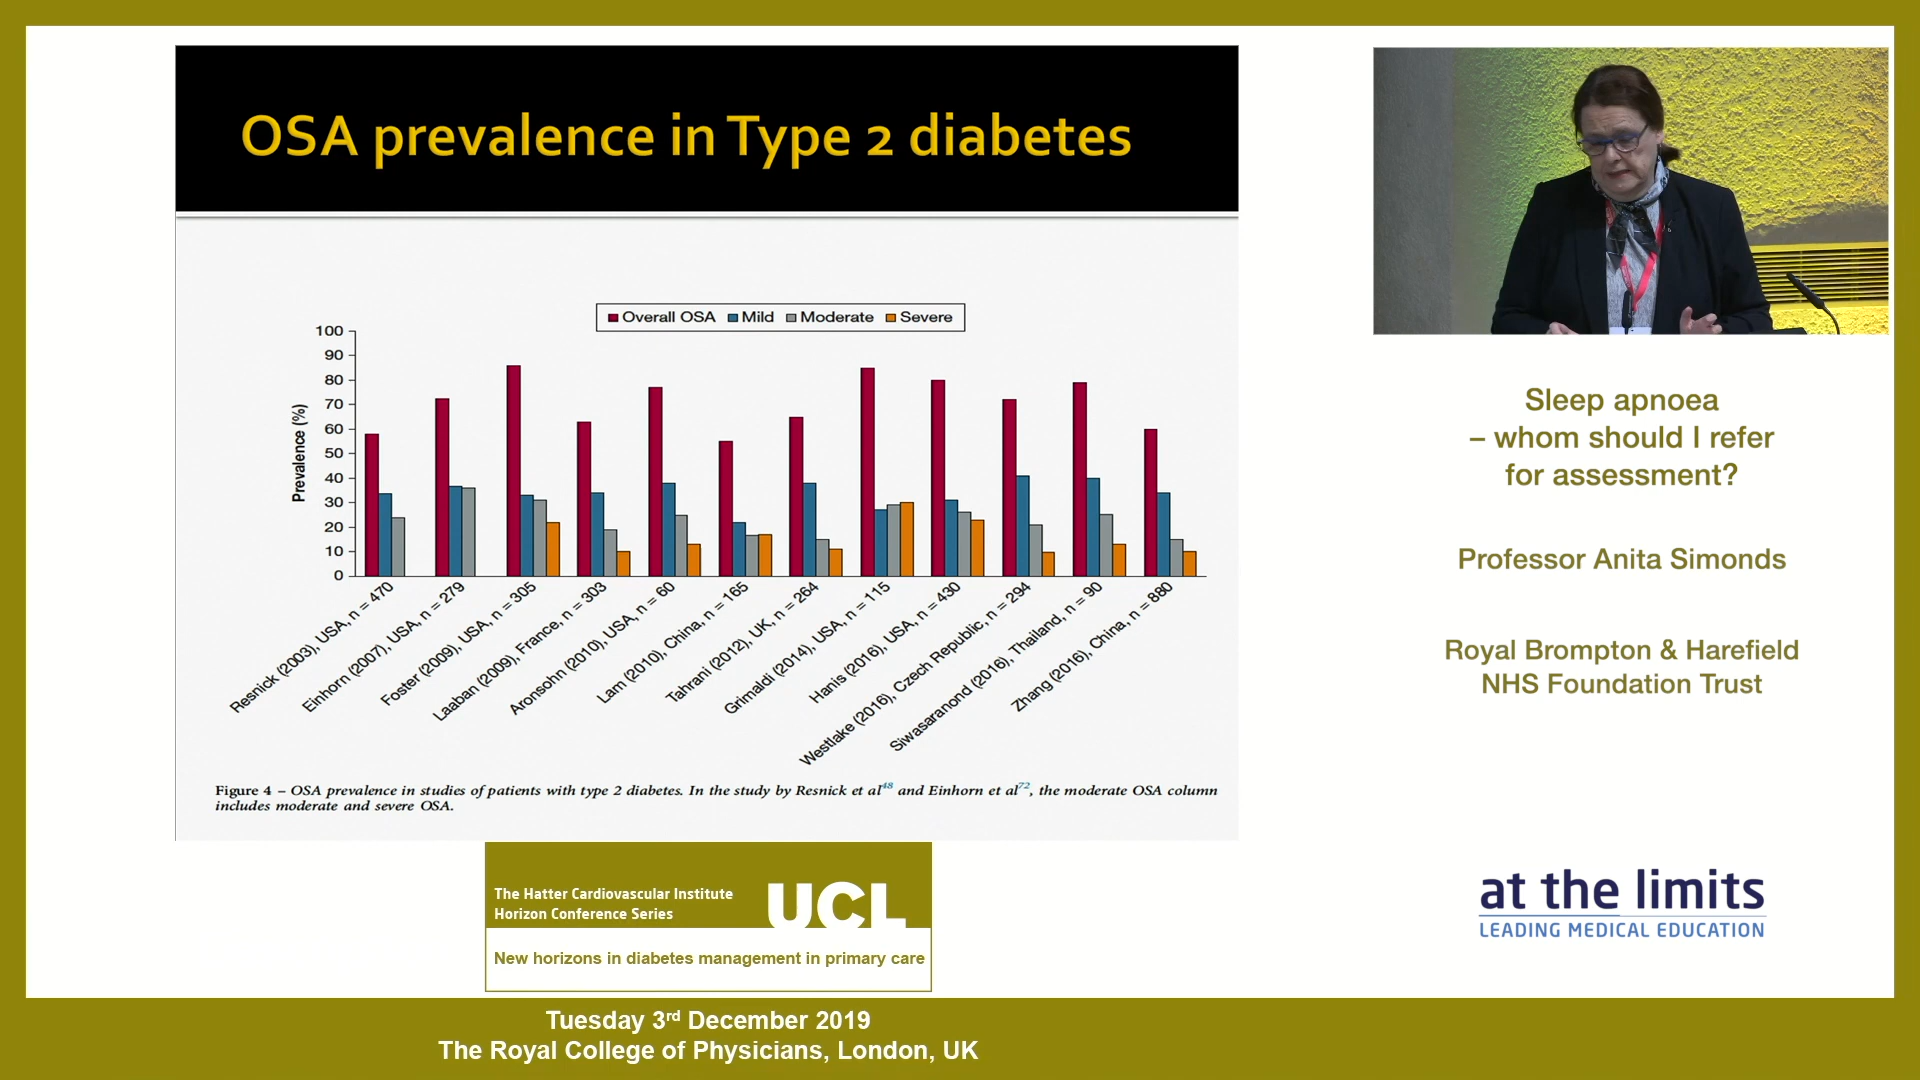 OSA prevalence in Type 2 diabetes
Overall OSA Mild Moderate Severe
100
90
80
70
60
50
40
30
20
10
0
Prevalence (%)
Resnick (2003), USA, n = 470
Einhorn (2007), USA, n = 279
Foster (2009), USA, n = 305
Laaban (2009), France, n = 303
Aronsohn (2010), USA, n = 60
Lam (2010), China, n = 165
Tahrani (2012), UK, n = 264
Grimaldi (2014), USA, n = 115
Hanis (2016), USA, n = 430
Westlake (2016), Czech Republic, n = 294
Siwasaranond (2016), Thailand, n = 90
Zhang (2016), China, n = 880
Figure 4 – OSA prevalence in studies of patients with type 2 diabetes. In the study by Resnick et al48 and Einhorn et al72, the moderate OSA column
includes moderate and severe OSA.
Sleep apnoea
– whom should I refer
for assessment?
Professor Anita Simonds
Royal Brompton & Harefield
NHS Foundation Trust
at the limits
LEADING MEDICAL EDUCATION
The Hatter Cardiovascular Institute
Horizon Conference Series
UCL
New horizons in diabetes management in primary care
Tuesday 3rd December 2019
The Royal College of Physicians, London, UK